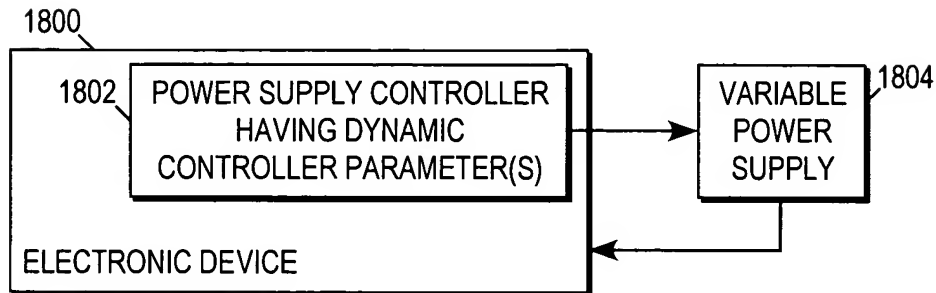 1800
1802
POWER SUPPLY CONTROLLER
HAVING DYNAMIC
CONTROLLER PARAMETER(S)
VARIABLE
POWER
SUPPLY
1804
ELECTRONIC DEVICE